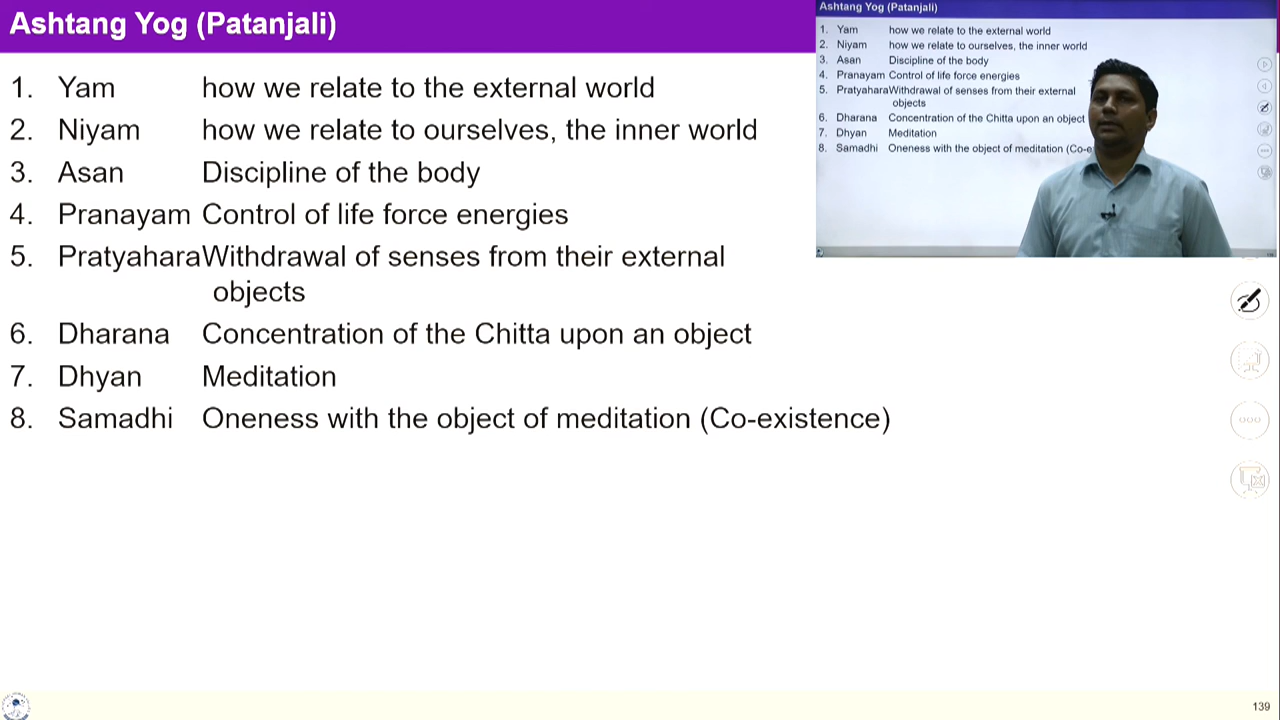 Ashtang Yog (Patanjali)
1. Yam how we relate to the external world
2. Niyam how we relate to ourselves, the inner world
3. Asan Discipline of the body
4. Pranayam Control of life force energies
5. PratyaharaWithdrawal of senses from their external
objects
6. Dharana Concentration of the Chitta upon an object
7. Dhyan Meditation
8. Samadhi Oneness with the object of meditation (Co-existence)
139
Ashtang Yog (Patanjali)
1. Yam how we relate to the external world
2. Niyam how we relate to ourselves, the inner world
3. Asan Discipline of the body
4. Pranayam Control of life force energies
5. PratyaharaWithdrawal of senses from their external
objects
6. Dharana Concentration of the Chitta upon an object
7. Dhyan Meditation
8. Samadhi Oneness with the object of meditation (Co-e